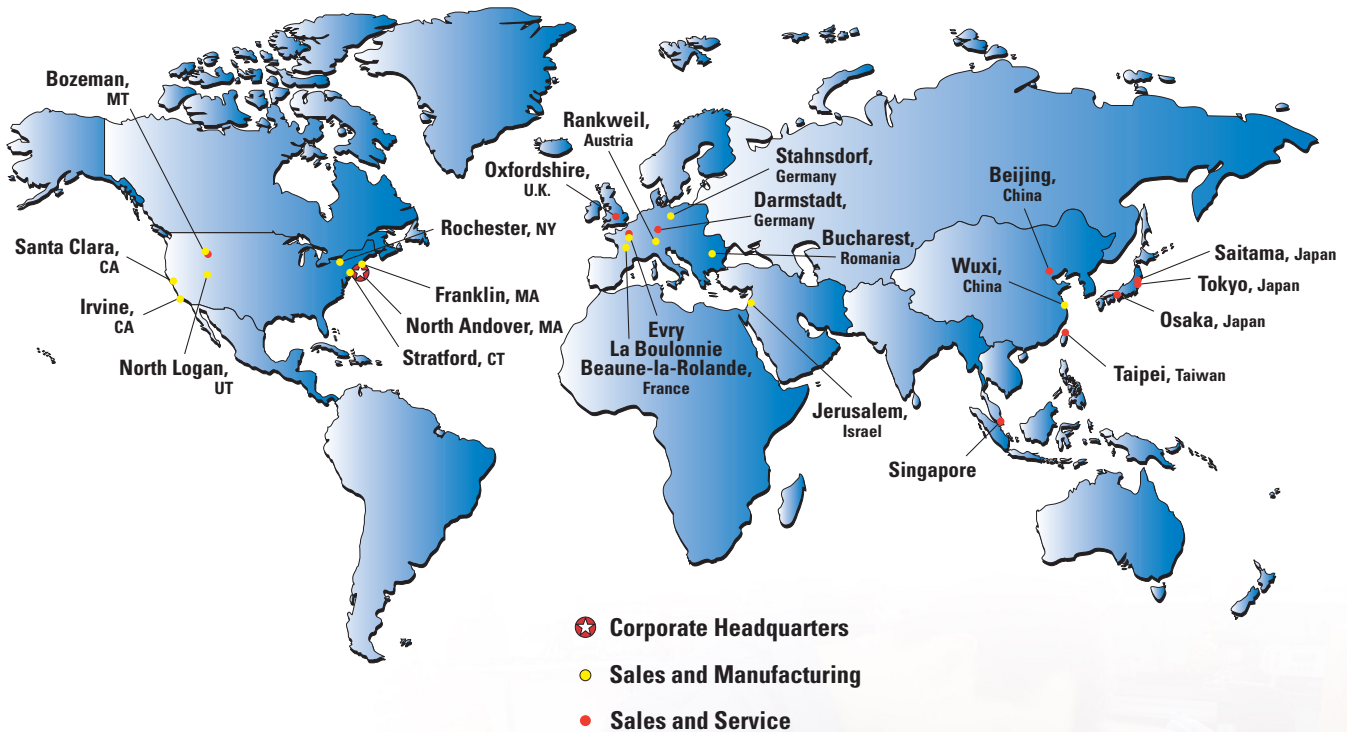 Bozeman,
MT
Santa Clara,
CA
Irvine,
CA
North Logan,
UT
Rochester, NY
Franklin, MA
North Andover, MA
Stratford, CT
Rankweil,
Austria
Oxfordshire,
U.K.
Stahnsdorf,
Germany
Darmstadt,
Germany
Bucharest,
Romania
Evry
La Boulonnie
Beaune-la-Rolande,
France
Jerusalem,
Israel
Beijing,
China
Wuxi,
China
Saitama, Japan
Tokyo, Japan
Osaka, Japan
Taipei, Taiwan
Singapore
Corporate Headquarters
Sales and Manufacturing
Sales and Service